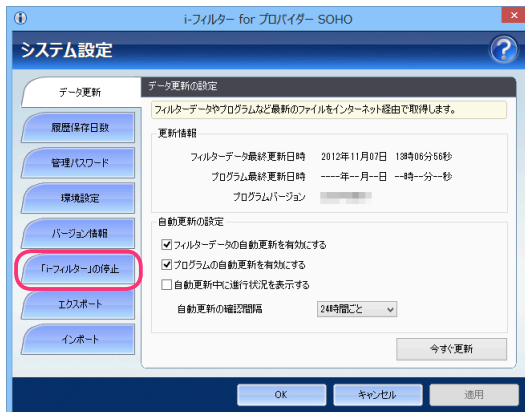 i-フィルター for プロバイダー SOHO
システム設定
?
データ更新
履歴保存日数
管理パスワード
環境設定
バージョン情報
「i-フィルター」の停止
エクスポート
インポート
データ更新の設定
フィルターデータやプログラムなど最新のファイルをインターネット経由で取得します。
更新情報
フィルターデータ最終更新日時 2012年11月07日 13時06分56秒
プログラム最終更新日時 ----年--月--日 --時--分--秒
プログラムバージョン
自動更新の設定
フィルターデータの自動更新を有効にする
プログラムの自動更新を有効にする
自動更新中に進行状況を表示する
自動更新の確認間隔 24時間ごと
今すぐ更新
OK キャンセル 適用